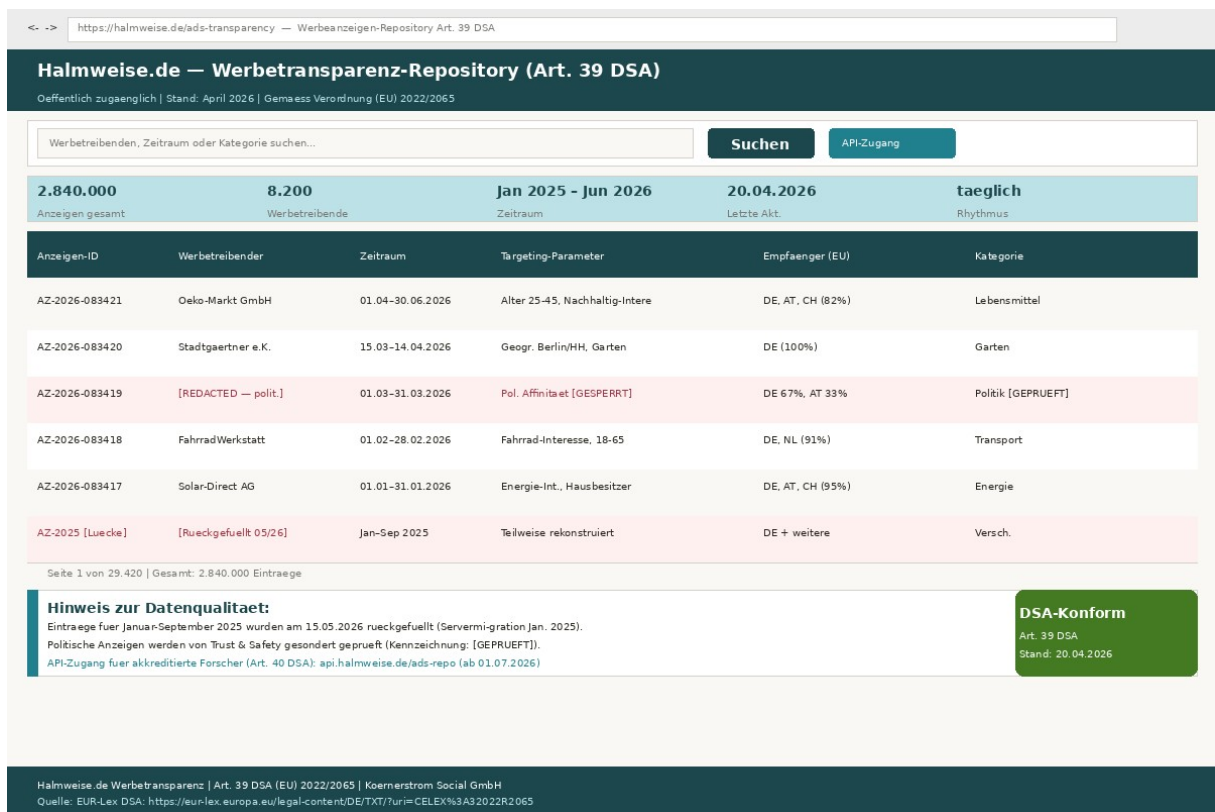 <- ->
https://halmweise.de/ads-transparency — Werbeanzeigen-Repository Art. 39 DSA
Halmweise.de — Werbetransparenz-Repository (Art. 39 DSA)
Oeffentlich zugaenglich | Stand: April 2026 | Gemaess Verordnung (EU) 2022/2065
Werbetreibenden, Zeitraum oder Kategorie suchen... Suchen API-Zugang
2.840.000 8.200 Jan 2025 – Jun 2026 20.04.2026 taeglich
Anzeigen gesamt Werbetreibende Zeitraum Letzte Akt. Rhythmus
Anzeigen-ID Werbetreibender Zeitraum Targeting-Parameter Empfaenger (EU) Kategorie
AZ-2026-083421 Oeko-Markt GmbH 01.04–30.06.2026 Alter 25-45, Nachhaltig-Intere DE, AT, CH (82%) Lebensmittel
AZ-2026-083420 Stadtgaertner e.K. 15.03–14.04.2026 Geogr. Berlin/HH, Garten DE (100%) Garten
AZ-2026-083419 [REDACTED — polit.] 01.03–31.03.2026 Pol. Affinitaet [GESPERRT] DE 67%, AT 33% Politik [GEPRUEFT]
AZ-2026-083418 FahrradWerkstatt 01.02–28.02.2026 Fahrrad-Interesse, 18-65 DE, NL (91%) Transport
AZ-2026-083417 Solar-Direct AG 01.01–31.01.2026 Energie-Int., Hausbesitzer DE, AT, CH (95%) Energie
AZ-2025 [Luecke] [Rueckgefuellt 05/26] Jan–Sep 2025 Teilweise rekonstruiert DE + weitere Versch.
Seite 1 von 29.420 | Gesamt: 2.840.000 Eintraege
Hinweis zur Datenqualitaet:
Eintraege fuer Januar-September 2025 wurden am 15.05.2026 rueckgefuellt (Servermi-gration Jan. 2025).
Politische Anzeigen werden von Trust & Safety gesondert geprueft (Kennzeichnung: [GEPRUEFT]).
API-Zugang fuer akkreditierte Forscher (Art. 40 DSA): api.halmweise.de/ads-repo (ab 01.07.2026)
DSA-Konform
Art. 39 DSA
Stand: 20.04.2026
Halmweise.de Werbetransparenz | Art. 39 DSA (EU) 2022/2065 | Koernerstrom Social GmbH
Quelle: EUR-Lex DSA: https://eur-lex.europa.eu/legal-content/DE/TXT/?uri=CELEX%3A32022R2065